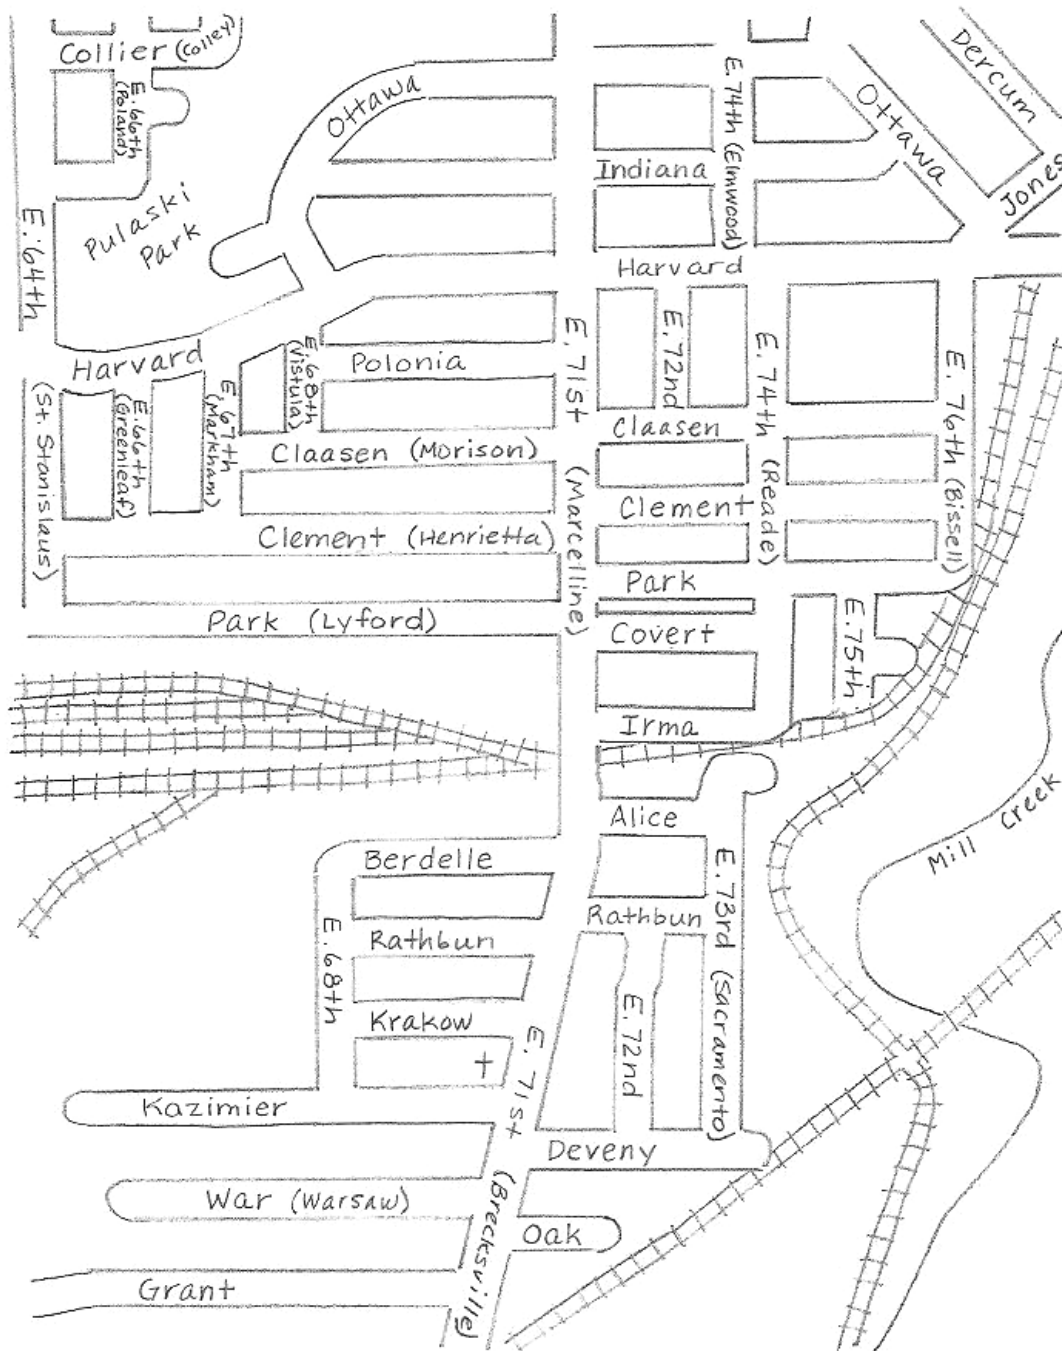 Collier (Colley)
E. 66th
(Poland)
Ottawa
E. 74th (Elmwood)
Dercum
Ottawa
Jones
Indiana
Pulaski
Park
E. 64th
Harvard
Harvard
E. 68th
(Vistula)
Polonia
E. 71st (Marcelline)
E. 72nd
E. 74th (Reade)
E. 76th (Bissell)
(St. Stanislaus)
E. 66th
(Greenleaf)
E. 67th
(Markham)
Claasen (Morison)
Claasen
Clement (Henrietta)
Clement
Park (Lyford)
Park
Covert
E. 75th
Irma
Alice
Mill Creek
Berdelle
E. 73rd (Sacramento)
Rathbun
Rathbun
E. 68th
Krakow
E. 72nd
E. 71st (Brecksville)
Kazimier
Deveny
War (Warsaw)
Oak
Grant